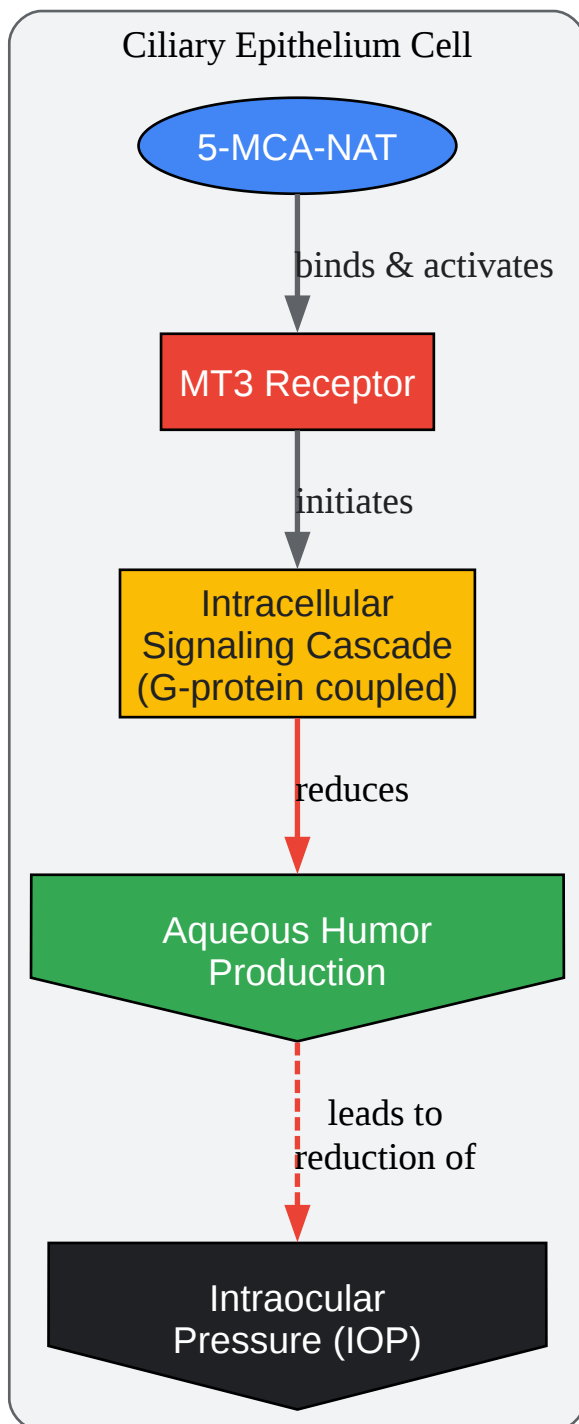 Ciliary Epithelium Cell
5-MCA-NAT
binds & activates
MT3 Receptor
initiates
Intracellular
Signaling Cascade
(G-protein coupled)
reduces
Aqueous Humor
Production
leads to
reduction of
Intraocular
Pressure (IOP)